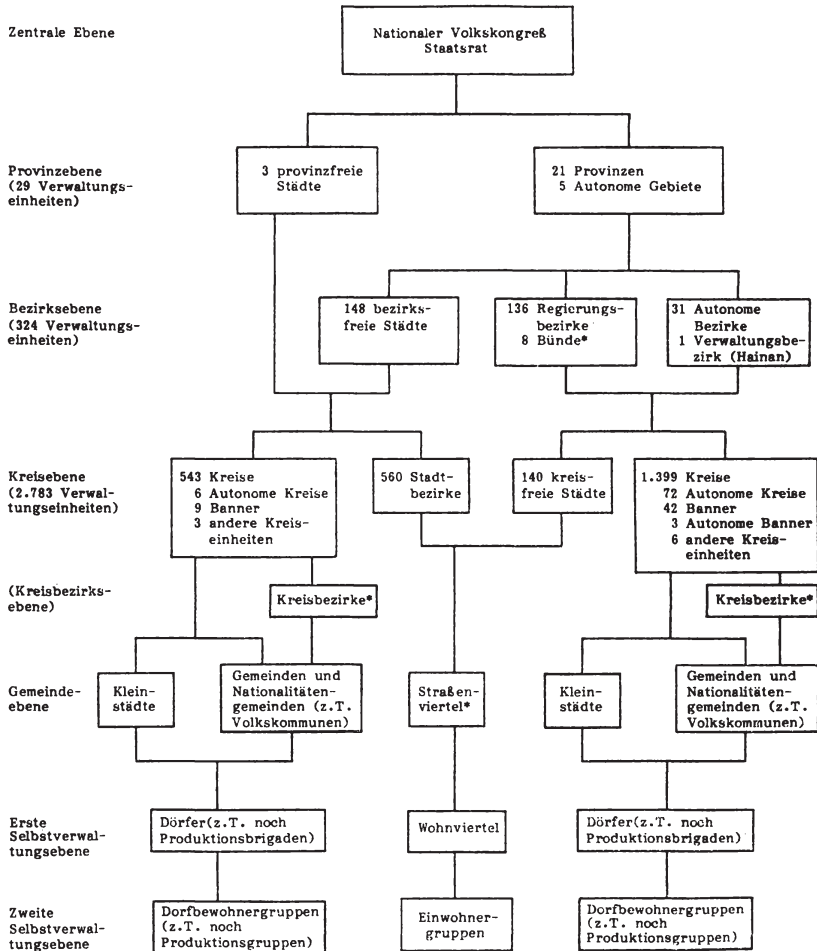 Zentrale Ebene
Nationaler Volkskongreß
Staatsrat
Provinzebene
(29 Verwaltungs-
einheiten)
3 provinzfreie
Städte
21 Provinzen
5 Autonome Gebiete
Bezirksebene
(324 Verwaltungs-
einheiten)
148 bezirks-
freie Städte
136 Regierungs-
bezirke
8 Bünde*
31 Autonome
Bezirke
1 Verwaltungsbe-
zirk (Hainan)
Kreisebene
(2.783 Verwal-
tungseinheiten)
543 Kreise
6 Autonome Kreise
9 Banner
3 andere Kreis-
einheiten
560 Stadt-
bezirke
140 kreis-
freie Städte
1.399 Kreise
72 Autonome Kreise
42 Banner
3 Autonome Banner
6 andere Kreis-
einheiten
(Kreisbezirks-
ebene)
Kreisbezirke*
Kreisbezirke*
Gemeinde-
ebene
Klein-
städte
Gemeinden und
Nationalitäten-
gemeinden (z.T.
Volkskommunen)
Straßen-
viertel*
Klein-
städte
Gemeinden und
Nationalitäten-
gemeinden (z.T.
Volkskommunen)
Erste
Selbstverwal-
tungsebene
Dörfer(z.T. noch
Produktionsbrigaden)
Wohnviertel
Dörfer(z.T. noch
Produktionsbrigaden)
Zweite
Selbstverwal-
tungsebene
Dorfbewohnergruppen
(z.T. noch
Produktionsgruppen)
Einwohner-
gruppen
Dorfbewohnergruppen
(z.T. noch
Produktionsgruppen)